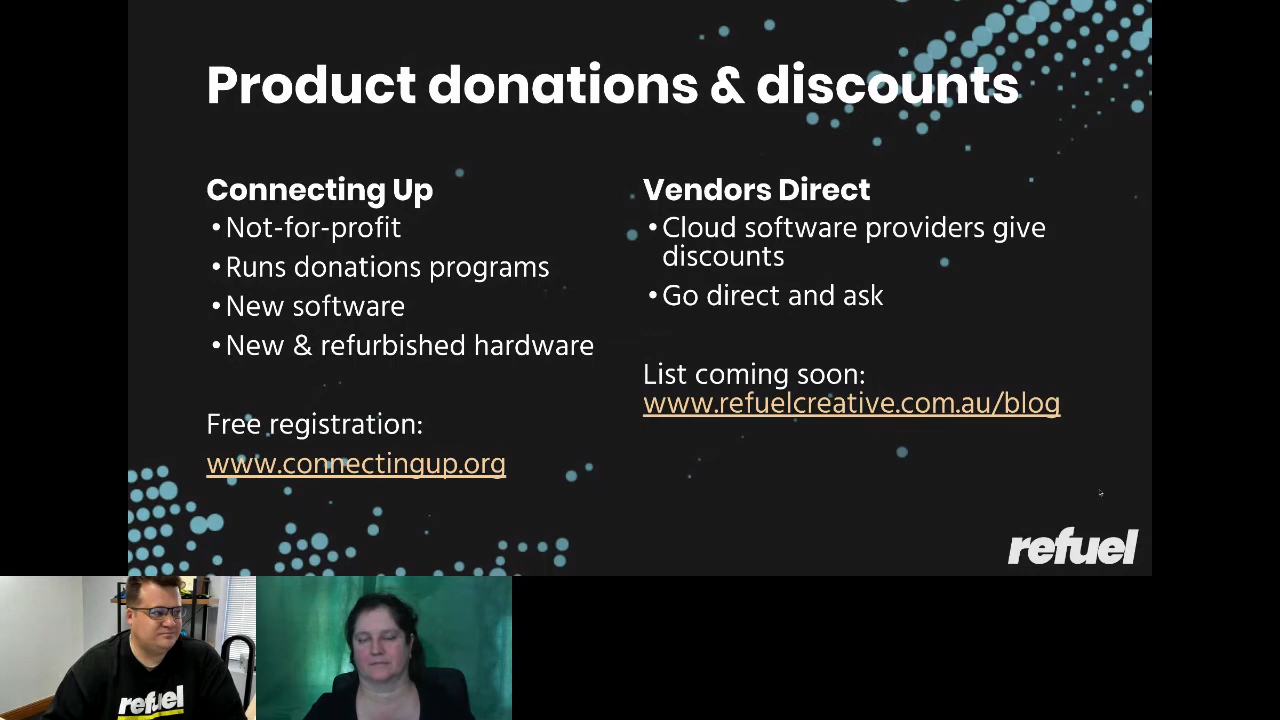 Product donations & discounts
Connecting Up
• Not-for-profit
• Runs donations programs
• New software
• New & refurbished hardware
Free registration:
www.connectingup.org
Vendors Direct
• Cloud software providers give
discounts
• Go direct and ask
List coming soon:
www.refuelcreative.com.au/blog
refuel
refuel